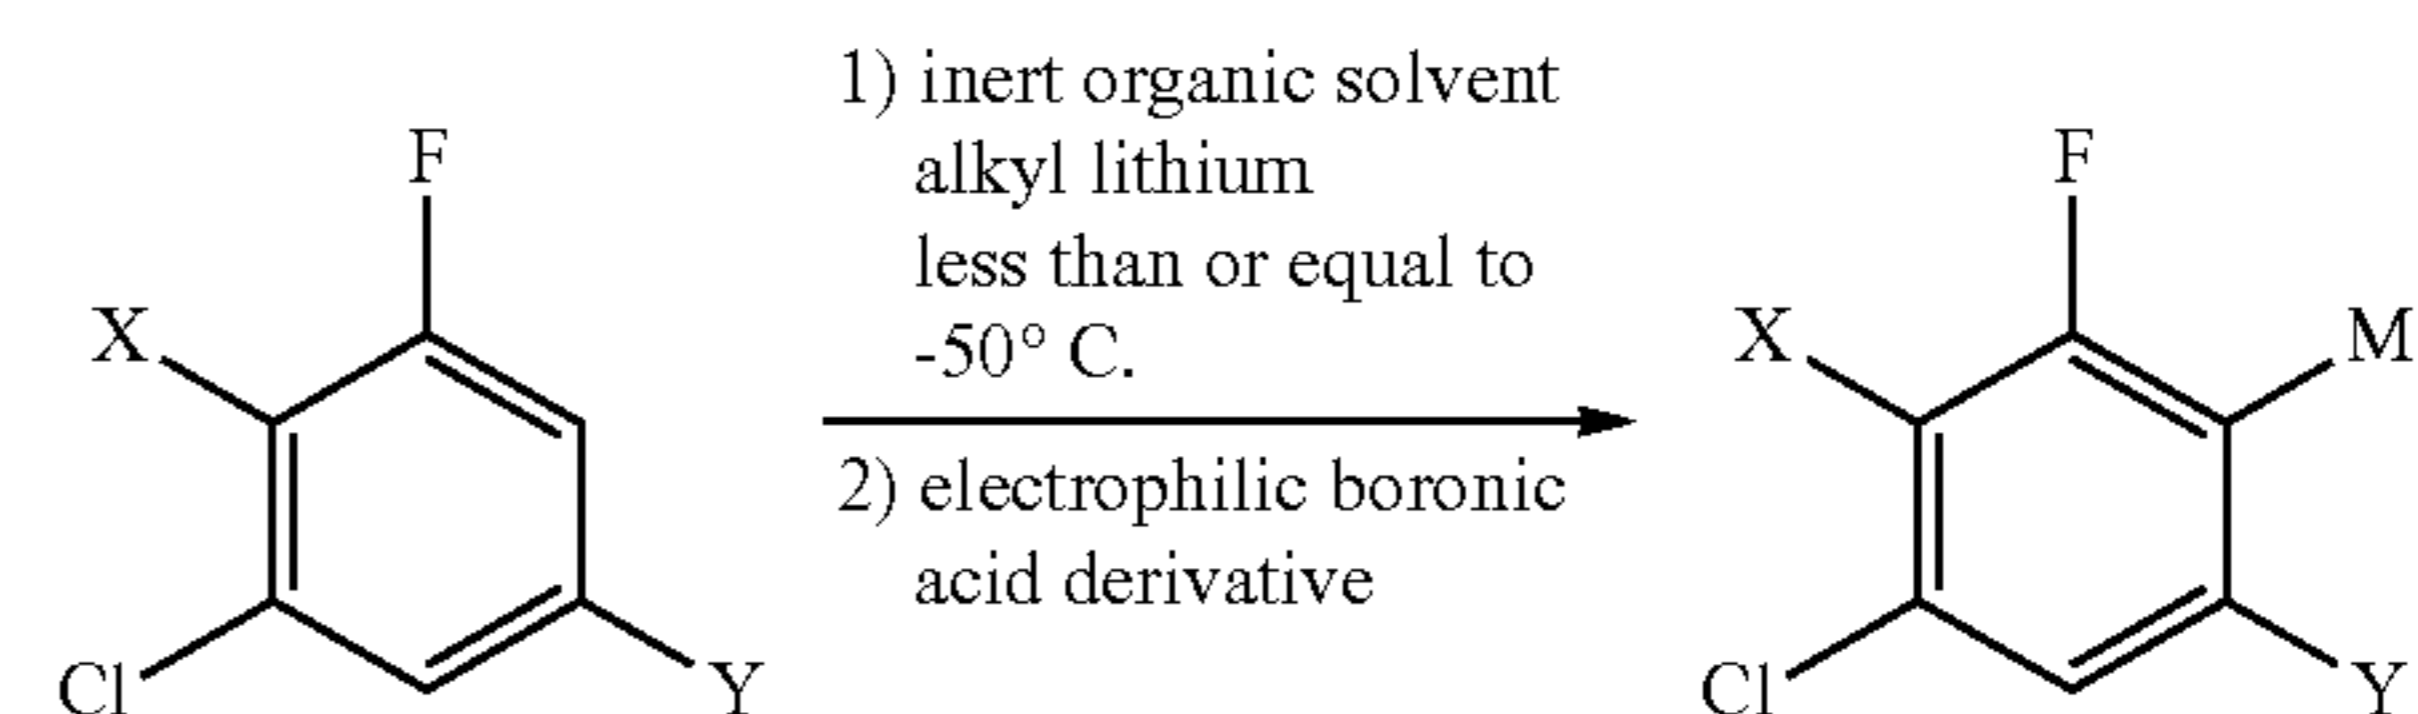 F
X
Cl
Y
1) inert organic solvent
alkyl lithium
less than or equal to
-50° C.
2) electrophilic boronic
acid derivative
F
X
M
Cl
Y